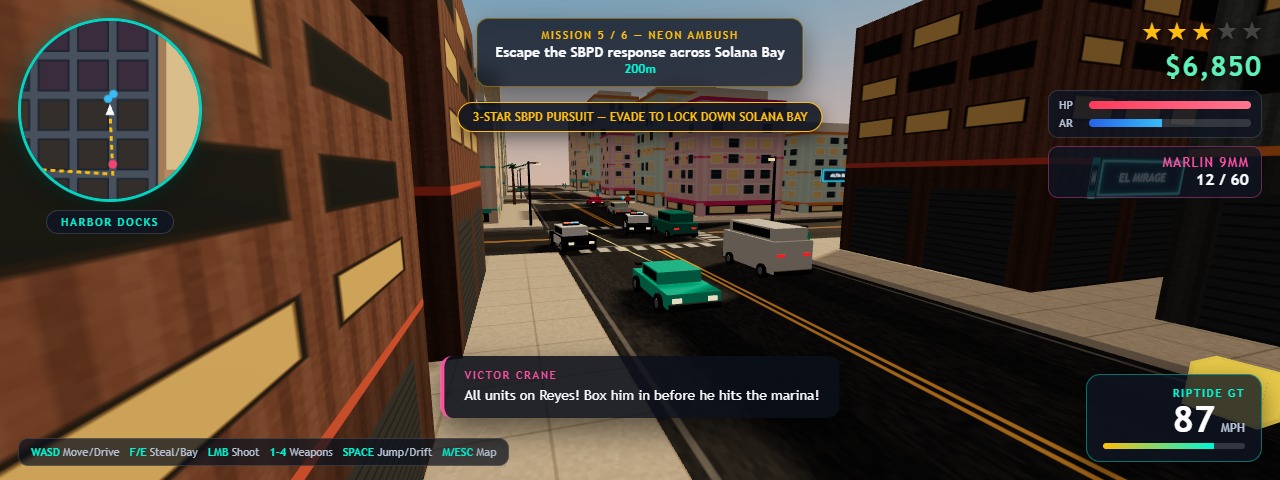 MISSION 5 / 6 — NEON AMBUSH
Escape the SBPD response across Solana Bay
200m
3-STAR SBPD PURSUIT — EVADE TO LOCK DOWN SOLANA BAY
$6,850
HP
AR
MARLIN 9MM
12 / 60
EL MIRAGE
HARBOR DOCKS
VICTOR CRANE
All units on Reyes! Box him in before he hits the marina!
RIPTIDE GT
87 MPH
WASD Move/Drive F/E Steal/Bay LMB Shoot 1-4 Weapons SPACE Jump/Drift M/ESC Map